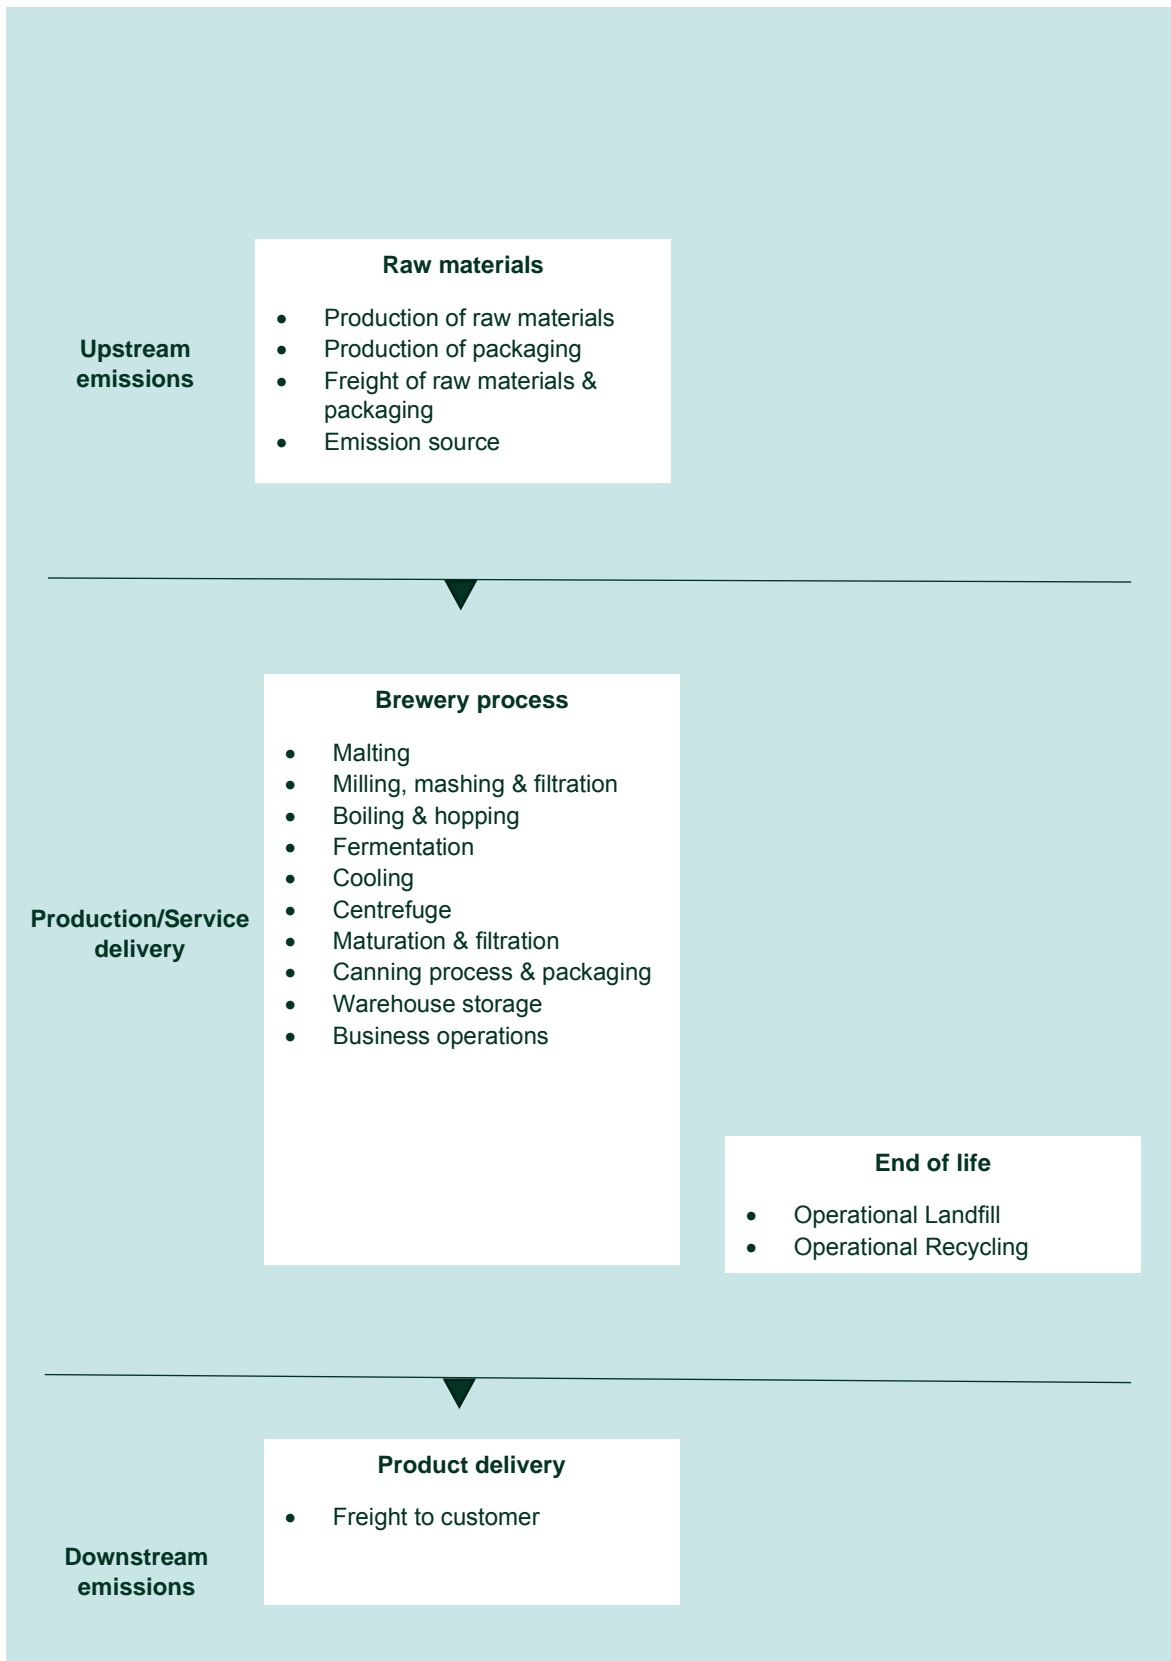 Raw materials
• Production of raw materials
• Production of packaging
• Freight of raw materials &
packaging
• Emission source
Upstream
emissions
Brewery process
• Malting
• Milling, mashing & filtration
• Boiling & hopping
• Fermentation
• Cooling
• Centrefuge
• Maturation & filtration
• Canning process & packaging
• Warehouse storage
• Business operations
Production/Service
delivery
End of life
• Operational Landfill
• Operational Recycling
Product delivery
• Freight to customer
Downstream
emissions